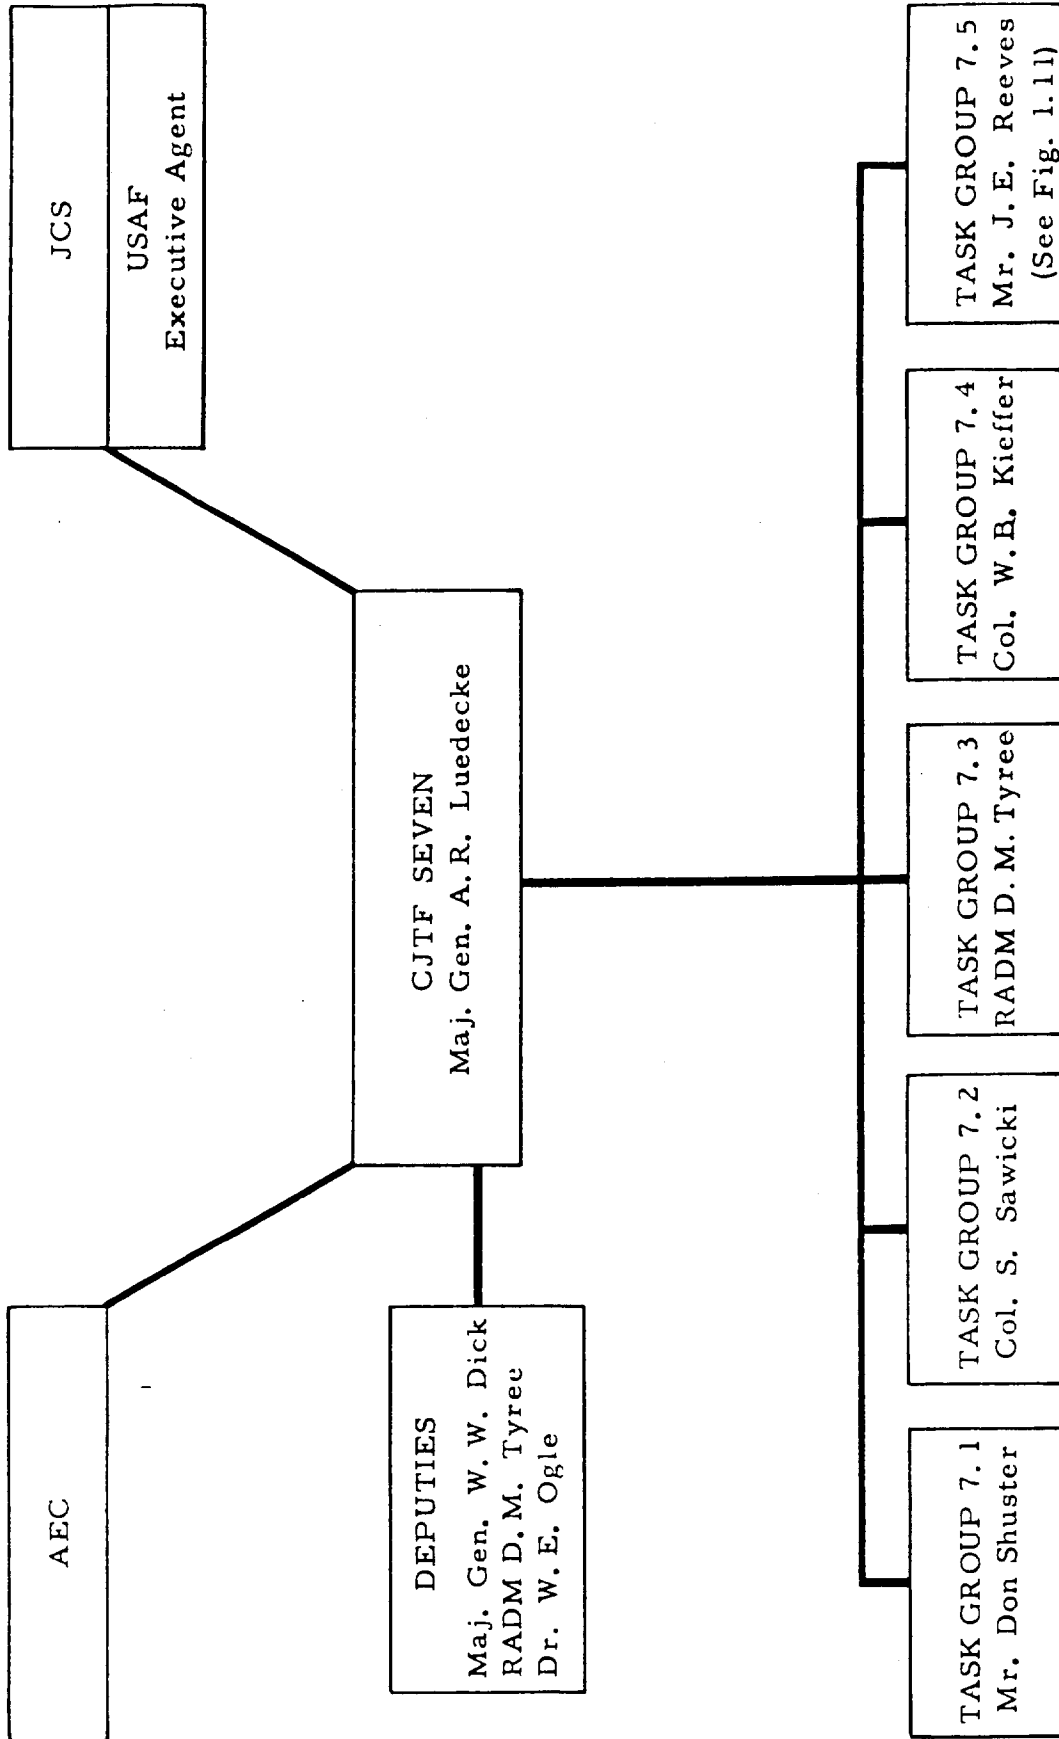 AEC
JCS
USAF
Executive Agent
CJTF SEVEN
Maj. Gen. A. R. Luedecke
DEPUTIES
Maj. Gen. W. W. Dick
RADM D. M. Tyree
Dr. W. E. Ogle
TASK GROUP 7.1
Mr. Don Shuster
TASK GROUP 7.2
Col. S. Sawicki
TASK GROUP 7.3
RADM D. M. Tyree
TASK GROUP 7.4
Col. W. B. Kieffer
TASK GROUP 7.5
Mr. J. E. Reeves
(See Fig. 1.11)